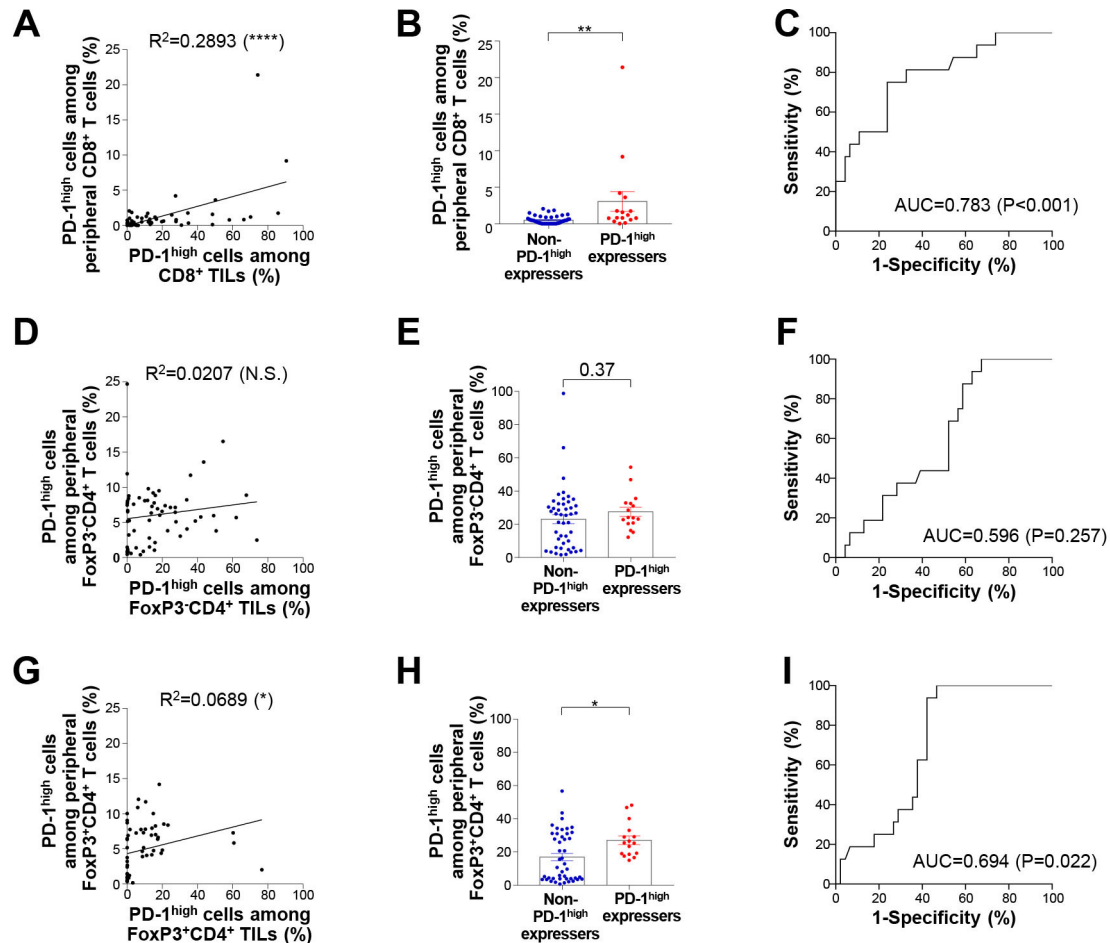 A
R²=0.2893 (****)
PD-1ʰⁱᵍʰ cells among
peripheral CD8⁺ T cells (%)
25
20
15
10
5
0
0 20 40 60 80 100
PD-1ʰⁱᵍʰ cells among
CD8⁺ TILs (%)
B
**
PD-1ʰⁱᵍʰ cells among
peripheral CD8⁺ T cells (%)
25
20
15
10
5
0
Non-
PD-1ʰⁱᵍʰ
expressers
PD-1ʰⁱᵍʰ
expressers
C
Sensitivity (%)
100
80
60
40
20
0
0 20 40 60 80 100
AUC=0.783 (P<0.001)
1-Specificity (%)
D
R²=0.0207 (N.S.)
PD-1ʰⁱᵍʰ cells
among peripheral
FoxP3⁻CD4⁺ T cells (%)
25
20
15
10
5
0
0 20 40 60 80 100
PD-1ʰⁱᵍʰ cells among
FoxP3⁻CD4⁺ TILs (%)
E
0.37
PD-1ʰⁱᵍʰ cells
among peripheral
FoxP3⁻CD4⁺ T cells (%)
100
80
60
40
20
0
Non-
PD-1ʰⁱᵍʰ
expressers
PD-1ʰⁱᵍʰ
expressers
F
Sensitivity (%)
100
80
60
40
20
0
0 20 40 60 80 100
AUC=0.596 (P=0.257)
1-Specificity (%)
G
R²=0.0689 (*)
PD-1ʰⁱᵍʰ cells
among peripheral
FoxP3⁺CD4⁺ T cells (%)
25
20
15
10
5
0
0 20 40 60 80 100
PD-1ʰⁱᵍʰ cells among
FoxP3⁺CD4⁺ TILs (%)
H
*
PD-1ʰⁱᵍʰ cells
among peripheral
FoxP3⁺CD4⁺ T cells (%)
100
80
60
40
20
0
Non-
PD-1ʰⁱᵍʰ
expressers
PD-1ʰⁱᵍʰ
expressers
I
Sensitivity (%)
100
80
60
40
20
0
0 20 40 60 80 100
AUC=0.694 (P=0.022)
1-Specificity (%)